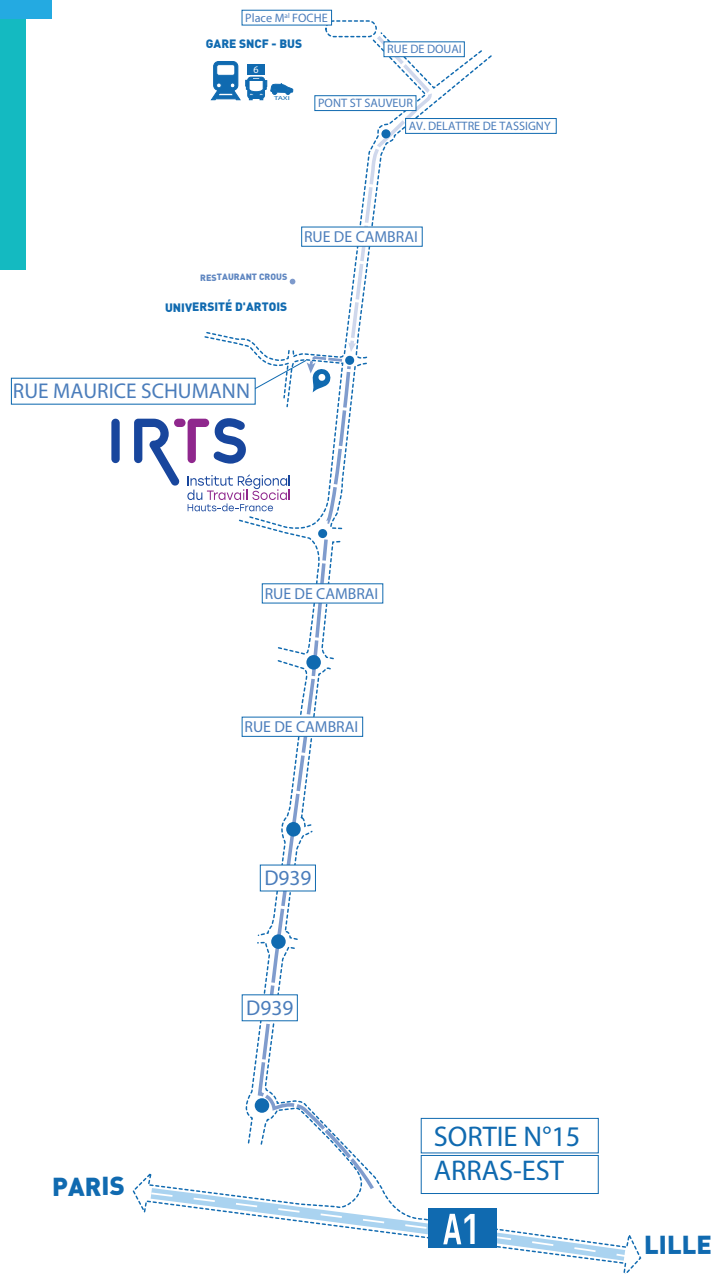 Place Mᵃˡ FOCHE
GARE SNCF - BUS
RUE DE DOUAI
6
TAXI
PONT ST SAUVEUR
AV. DELATTRE DE TASSIGNY
RUE DE CAMBRAI
RESTAURANT CROUS
UNIVERSITÉ D'ARTOIS
RUE MAURICE SCHUMANN
IRTS
Institut Régional
du Travail Social
Hauts-de-France
RUE DE CAMBRAI
RUE DE CAMBRAI
D939
D939
SORTIE N°15
ARRAS-EST
PARIS
A1
LILLE